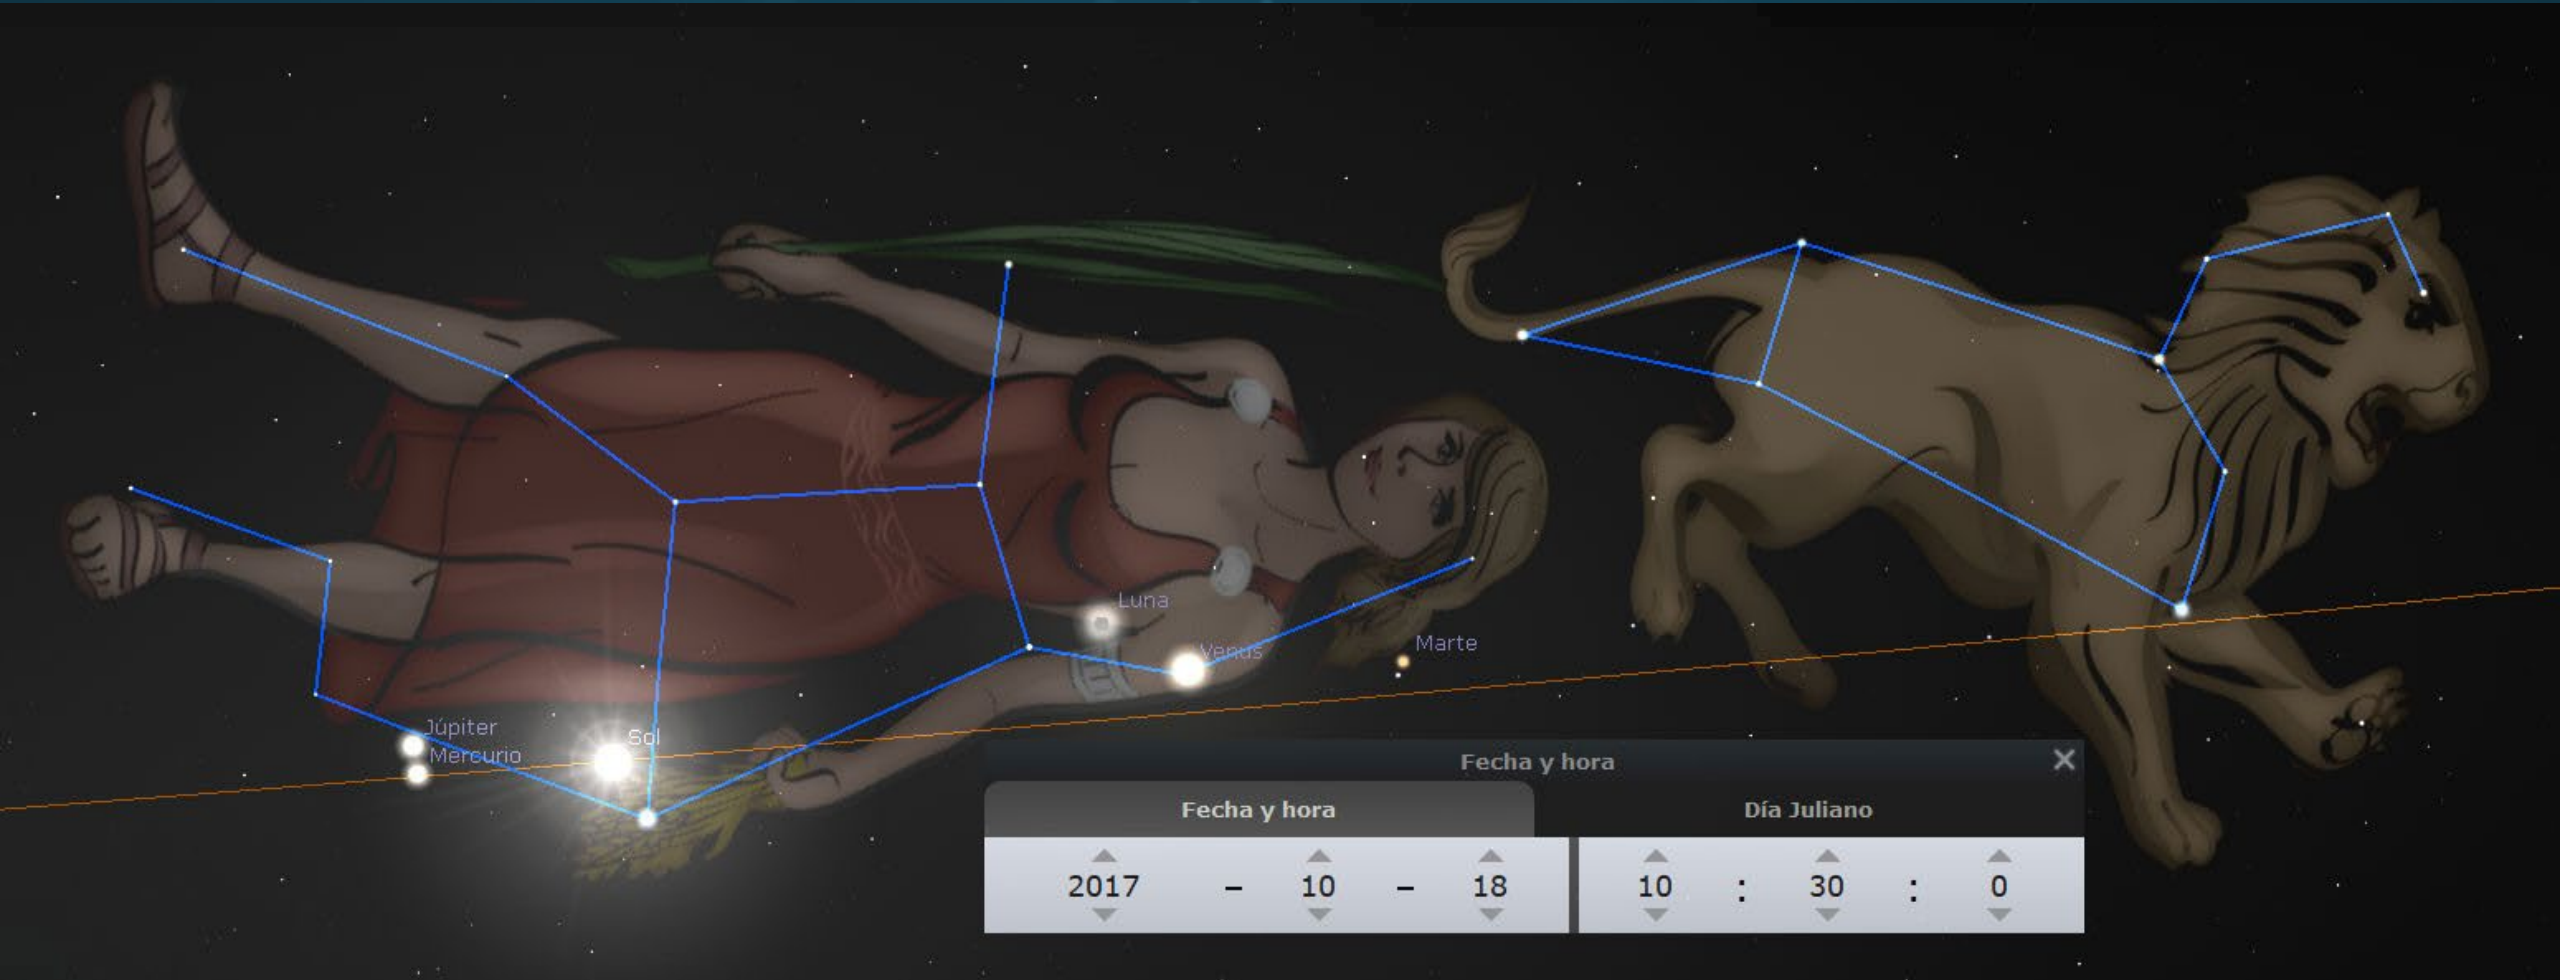 Luna
Marte
Venus
Júpiter
Sol
Mercurio
Fecha y hora
Fecha y hora
Día Juliano
2017 - 10 - 18 10 : 30 : 0